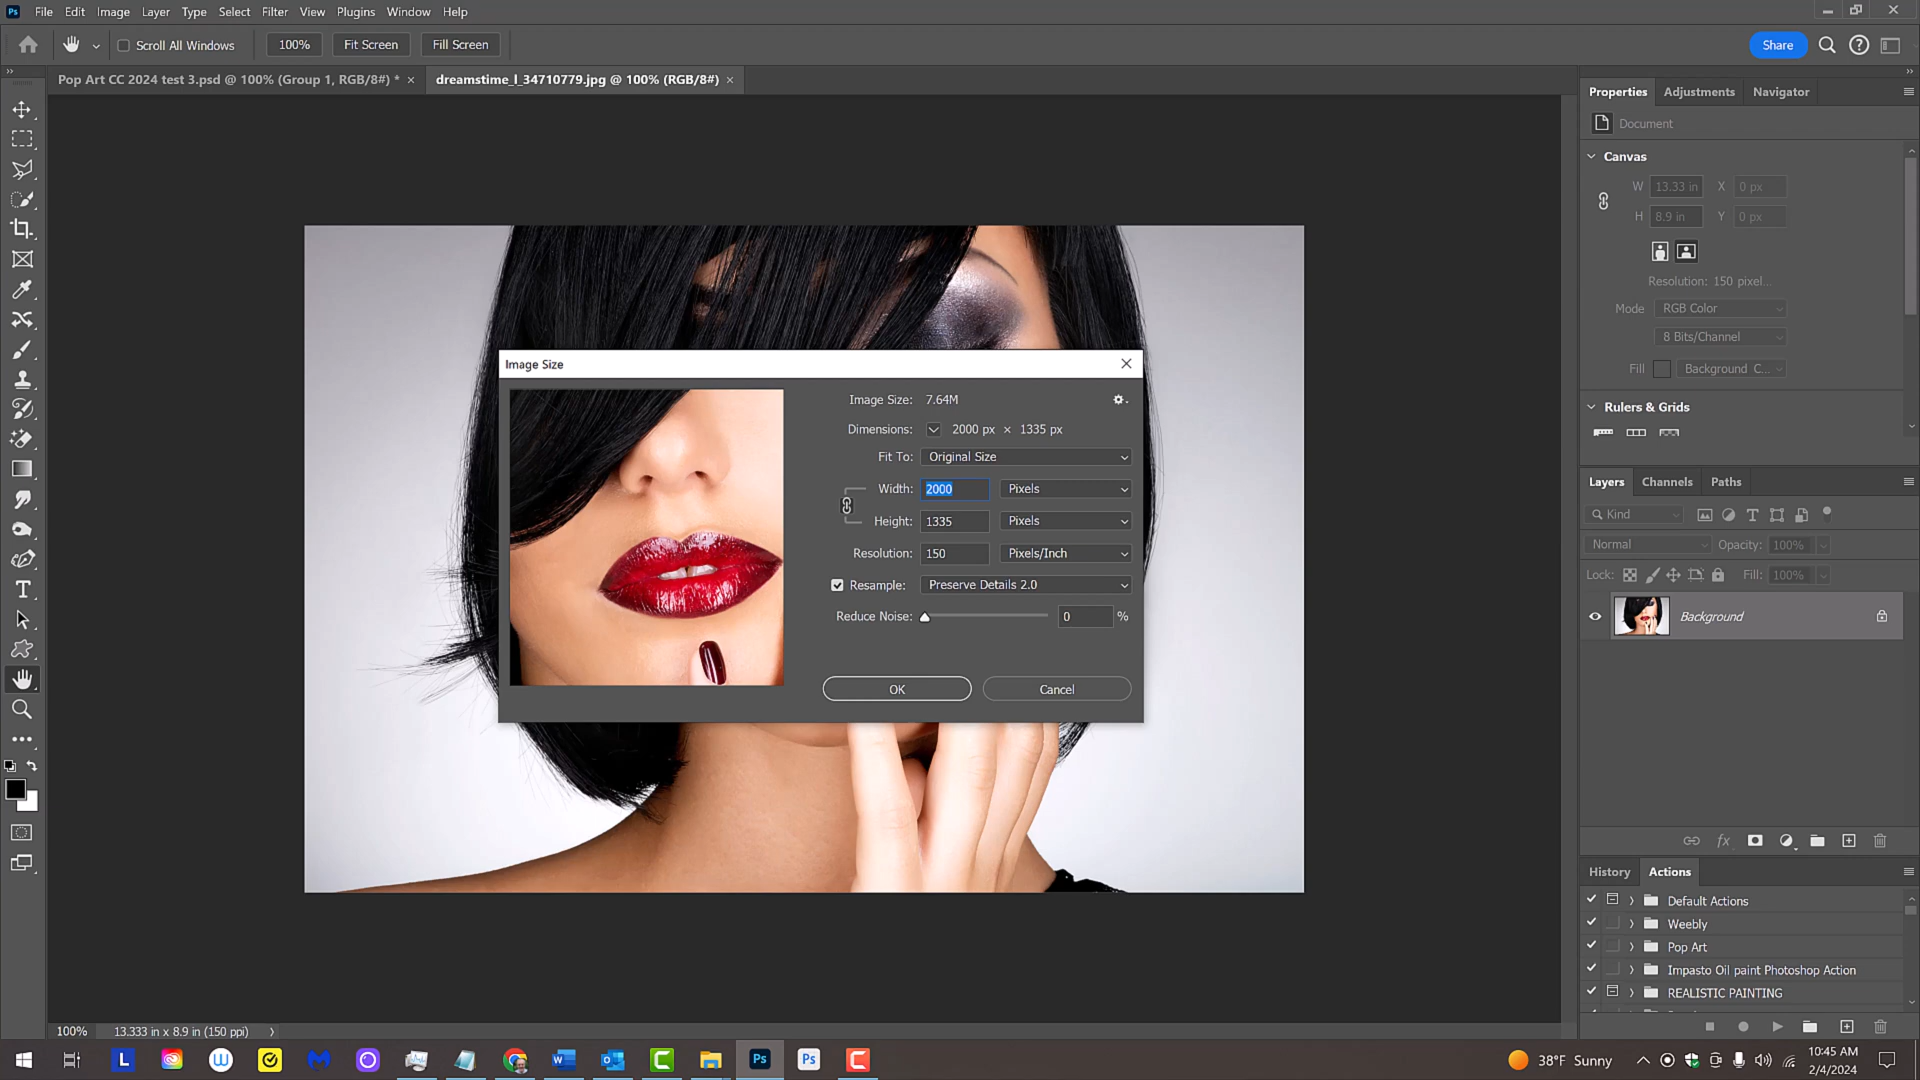 Ps File Edit Image Layer Type Select Filter View Plugins Window Help
Scroll All Windows 100% Fit Screen Fill Screen Share
Pop Art CC 2024 test 3.psd @ 100% (Group 1, RGB/8#) * × dreamstime_l_34710779.jpg @ 100% (RGB/8#) ×
Properties Adjustments Navigator
Document
Canvas
W 13.33 in X 0 px
H 8.9 in Y 0 px
Resolution: 150 pixel...
Mode RGB Color
8 Bits/Channel
Fill Background C...
Rulers & Grids
Image Size
Image Size: 7.64M
Dimensions: 2000 px × 1335 px
Fit To: Original Size
Width: 2000 Pixels
Height: 1335 Pixels
Resolution: 150 Pixels/Inch
Resample: Preserve Details 2.0
Reduce Noise: 0 %
OK Cancel
Layers Channels Paths
Kind
Normal Opacity: 100%
Lock: Fill: 100%
Background
fx
History Actions
Default Actions
Weebly
Pop Art
Impasto Oil paint Photoshop Action
REALISTIC PAINTING
100% 13.333 in x 8.9 in (150 ppi)
38°F Sunny
10:45 AM
2/4/2024